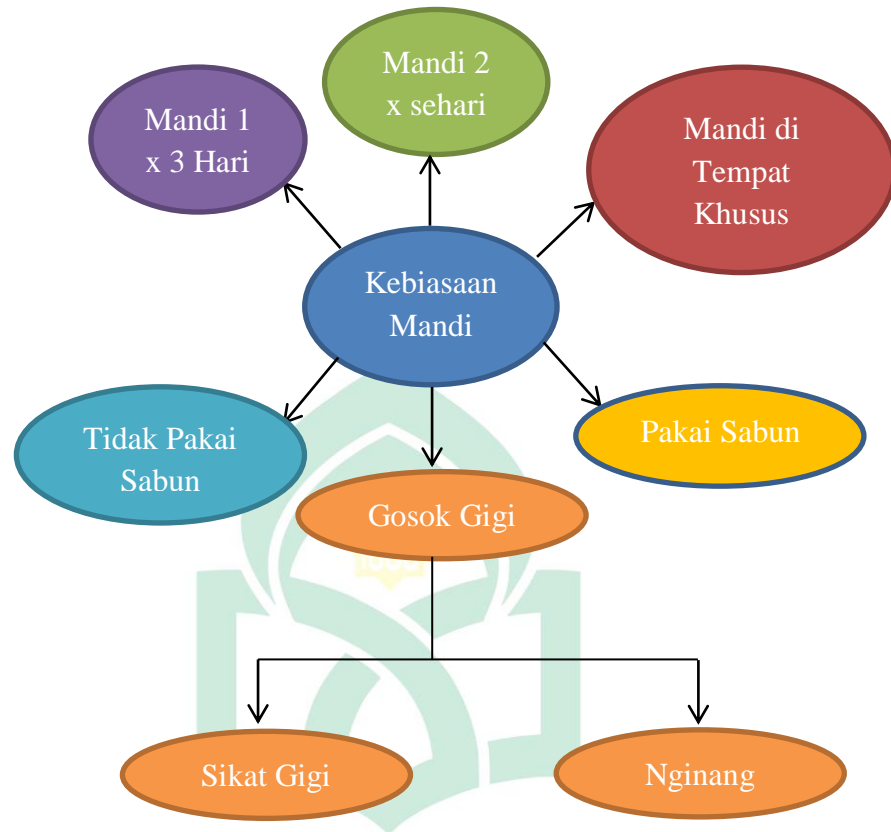 Mandi 2
x sehari
Mandi 1
x 3 Hari
Mandi di
Tempat
Khusus
Kebiasaan
Mandi
Tidak Pakai
Sabun
Pakai Sabun
Gosok Gigi
Sikat Gigi
Nginang